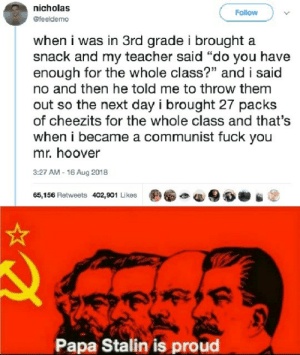 nicholas
@feeldemo
Follow
when i was in 3rd grade i brought a
snack and my teacher said “do you have
enough for the whole class?” and i said
no and then he told me to throw them
out so the next day i brought 27 packs
of cheezits for the whole class and that's
when i became a communist fuck you
mr. hoover
3:27 AM - 16 Aug 2018
65,156 Retweets 402,901 Likes
Papa Stalin is proud